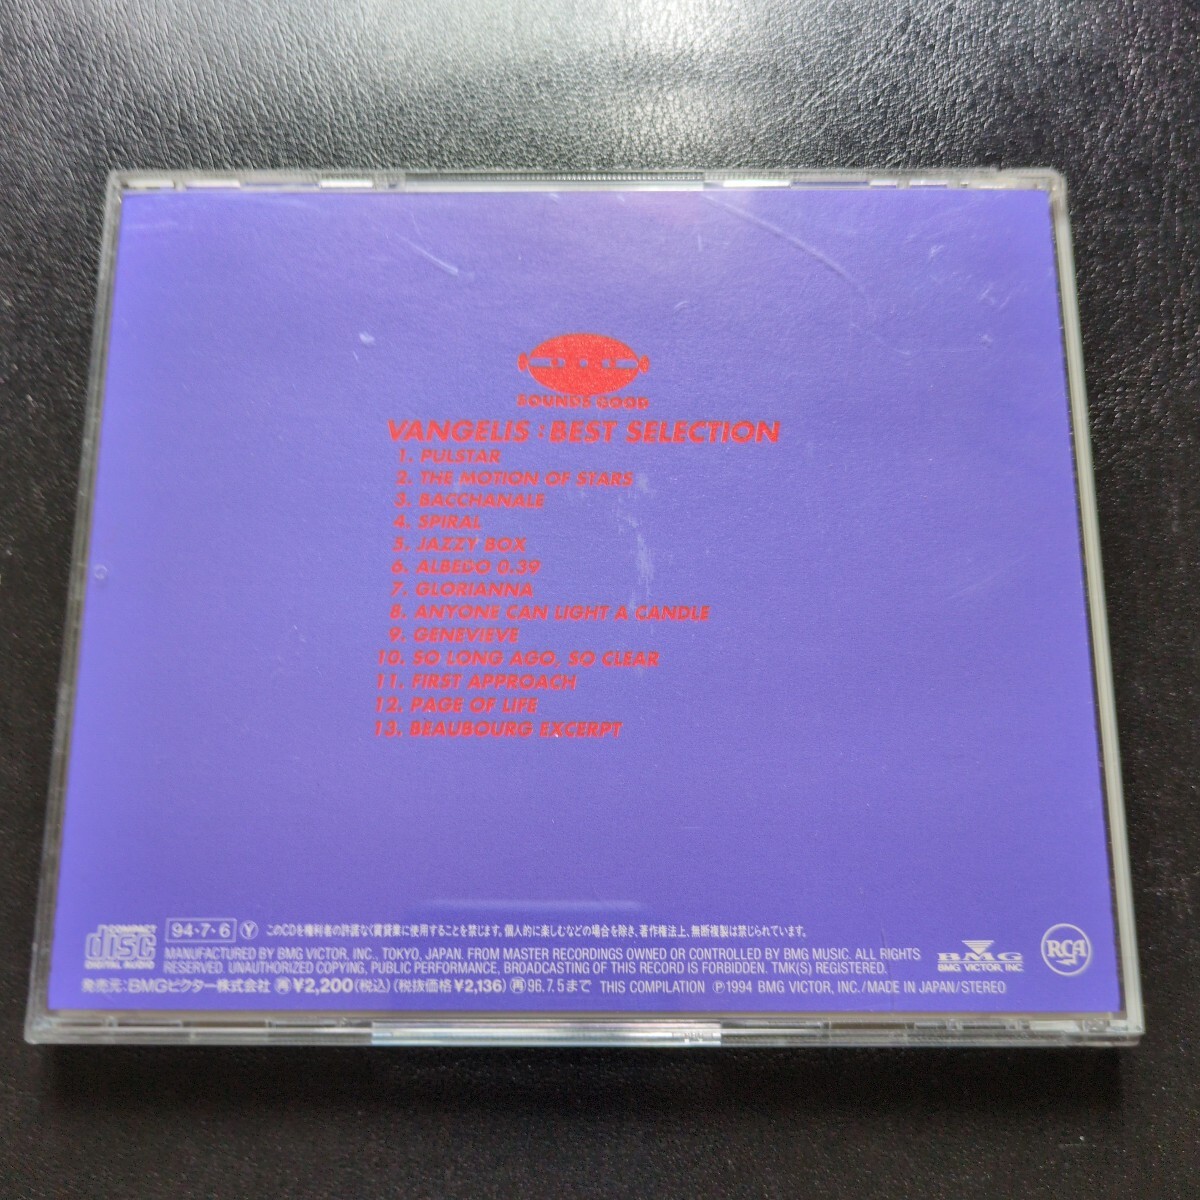 SOUNDS GOOD
VANGELIS : BEST SELECTION
1. PULSTAR
2. THE MOTION OF STARS
3. BACCHANALE
4. SPIRAL
5. JAZZY BOX
6. ALBEDO 0.39
7. GLORIANNA
8. ANYONE CAN LIGHT A CANDLE
9. GENEVIEVE
10. SO LONG AGO, SO CLEAR
11. FIRST APPROACH
12. PAGE OF LIFE
13. BEAUBOURG EXCERPT
COMPACT
disc
DIGITAL AUDIO
94・7・6 Ⓨ このCDを権利者の許諾なく賃貸業に使用することを禁じます。個人的に楽しむなどの場合を除き、著作権法上、無断複製は禁じられています。
MANUFACTURED BY BMG VICTOR, INC., TOKYO, JAPAN. FROM MASTER RECORDINGS OWNED OR CONTROLLED BY BMG MUSIC. ALL RIGHTS
RESERVED. UNAUTHORIZED COPYING, PUBLIC PERFORMANCE, BROADCASTING OF THIS RECORD IS FORBIDDEN. TMK(S) REGISTERED.
発売元:BMGビクター株式会社 再¥2,200(税込)(税抜価格¥2,136) 再96.7.5まで THIS COMPILATION ℗1994 BMG VICTOR, INC./MADE IN JAPAN/STEREO
BMG
BMG VICTOR, INC.
RCA